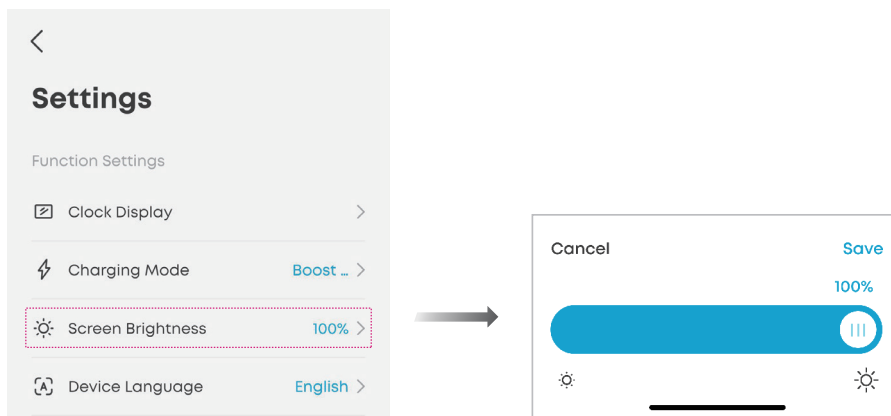 Settings
Function Settings
Clock Display
Charging Mode Boost ...
Screen Brightness 100%
Device Language English
Cancel Save
100%